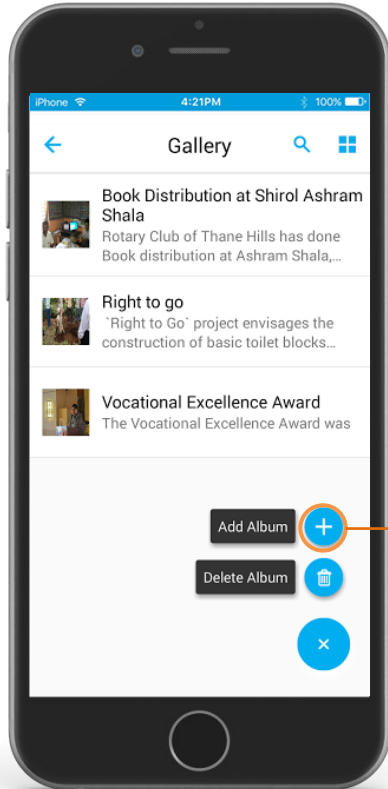 iPhone 4:21PM 100%
Gallery
Book Distribution at Shirol Ashram
Shala
Rotary Club of Thane Hills has done
Book distribution at Ashram Shala,...
Right to go
`Right to Go` project envisages the
construction of basic toilet blocks...
Vocational Excellence Award
The Vocational Excellence Award was
Add Album
Delete Album